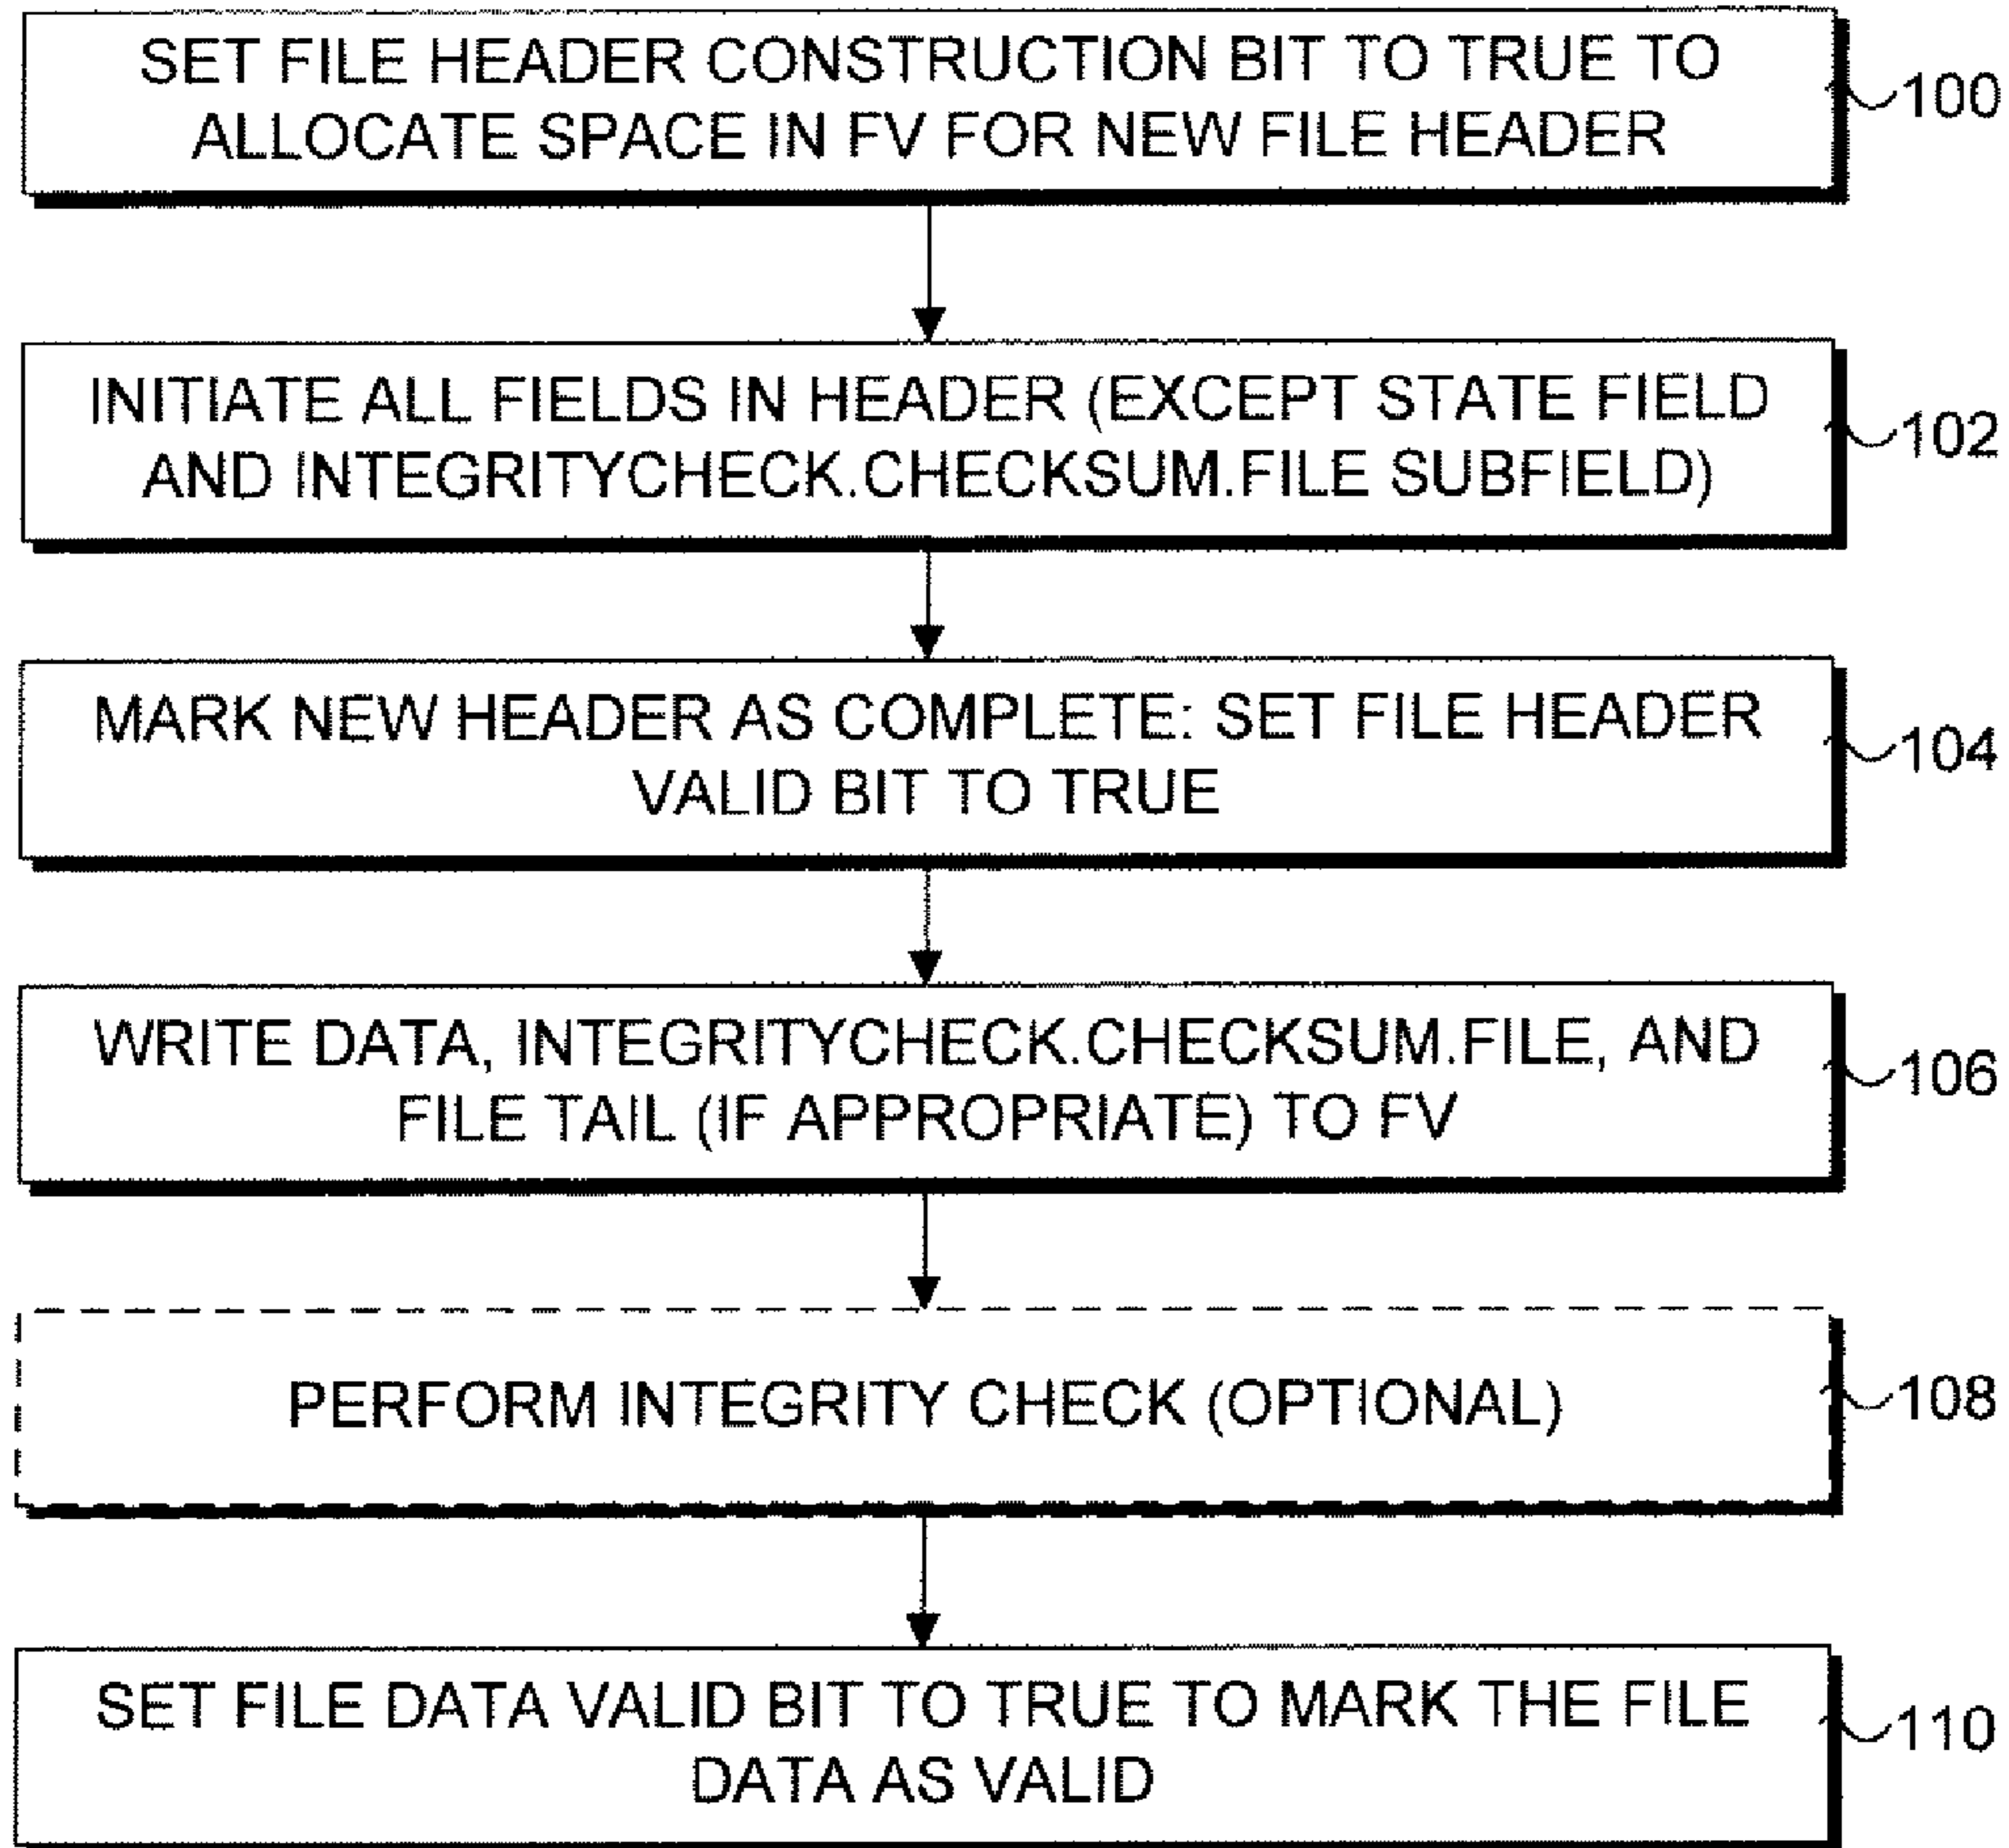 SET FILE HEADER CONSTRUCTION BIT TO TRUE TO
ALLOCATE SPACE IN FV FOR NEW FILE HEADER
100
INITIATE ALL FIELDS IN HEADER (EXCEPT STATE FIELD
AND INTEGRITYCHECK.CHECKSUM.FILE SUBFIELD)
102
MARK NEW HEADER AS COMPLETE: SET FILE HEADER
VALID BIT TO TRUE
104
WRITE DATA, INTEGRITYCHECK.CHECKSUM.FILE, AND
FILE TAIL (IF APPROPRIATE) TO FV
106
PERFORM INTEGRITY CHECK (OPTIONAL)
108
SET FILE DATA VALID BIT TO TRUE TO MARK THE FILE
DATA AS VALID
110